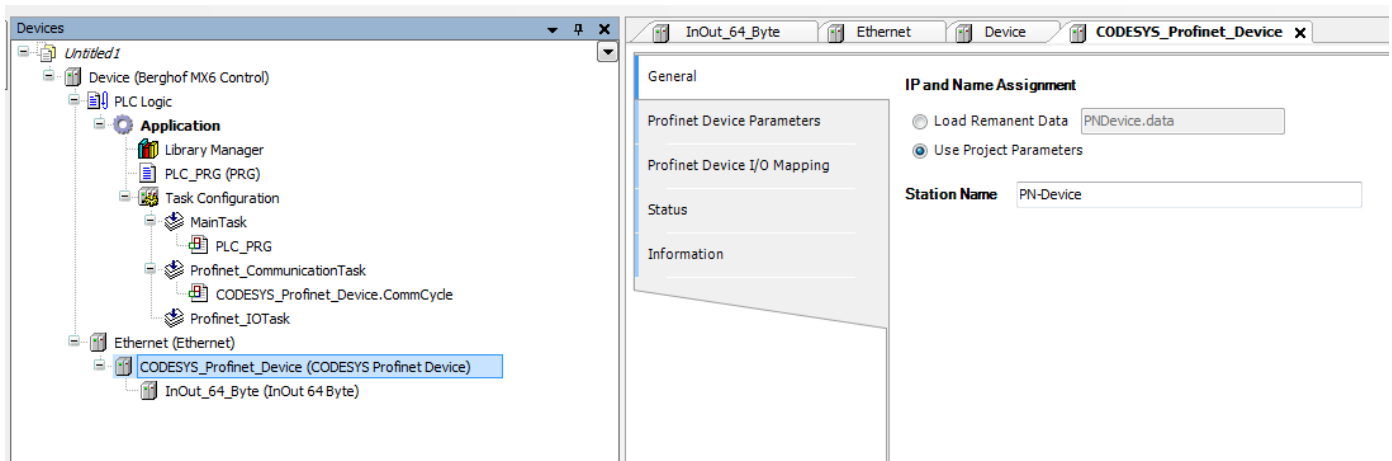 Devices
Untitled1
Device (Berghof MX6 Control)
PLC Logic
Application
Library Manager
PLC_PRG (PRG)
Task Configuration
MainTask
PLC_PRG
Profinet_CommunicationTask
CODESYS_Profinet_Device.CommCycle
Profinet_IOTask
Ethernet (Ethernet)
CODESYS_Profinet_Device (CODESYS Profinet Device)
InOut_64_Byte (InOut 64 Byte)
InOut_64_Byte Ethernet Device CODESYS_Profinet_Device X
General
Profinet Device Parameters
Profinet Device I/O Mapping
Status
Information
IP and Name Assignment
Load Remanent Data PNDevice.data
Use Project Parameters
Station Name PN-Device